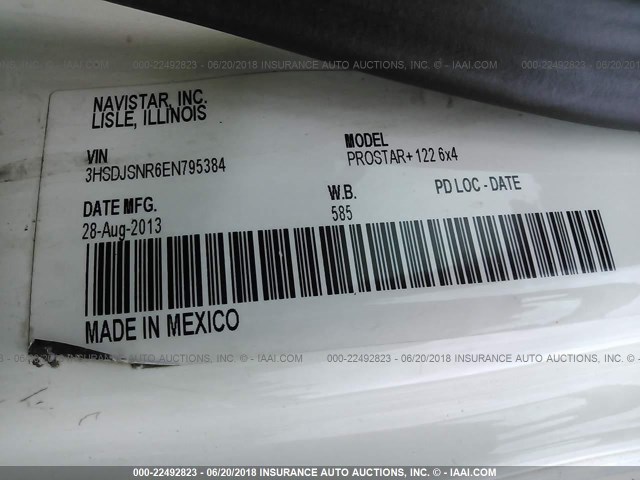 000-22492823 - 06/20/2018 INSURANCE AUTO AUCTIONS, INC. - © - IAAI.COM
NAVISTAR, INC.
LISLE, ILLINOIS
VIN
3HSDJSNR6EN795384
MODEL
PROSTAR+ 122 6x4
DATE MFG.
28-Aug-2013
W.B.
585
PD LOC - DATE
MADE IN MEXICO
000-22492823 - 06/20/2018 INSURANCE AUTO AUCTIONS, INC. - © - IAAI.COM
000-22492823 - 06/20/2018 INSURANCE AUTO AUCTIONS, INC. - © - IAAI.COM